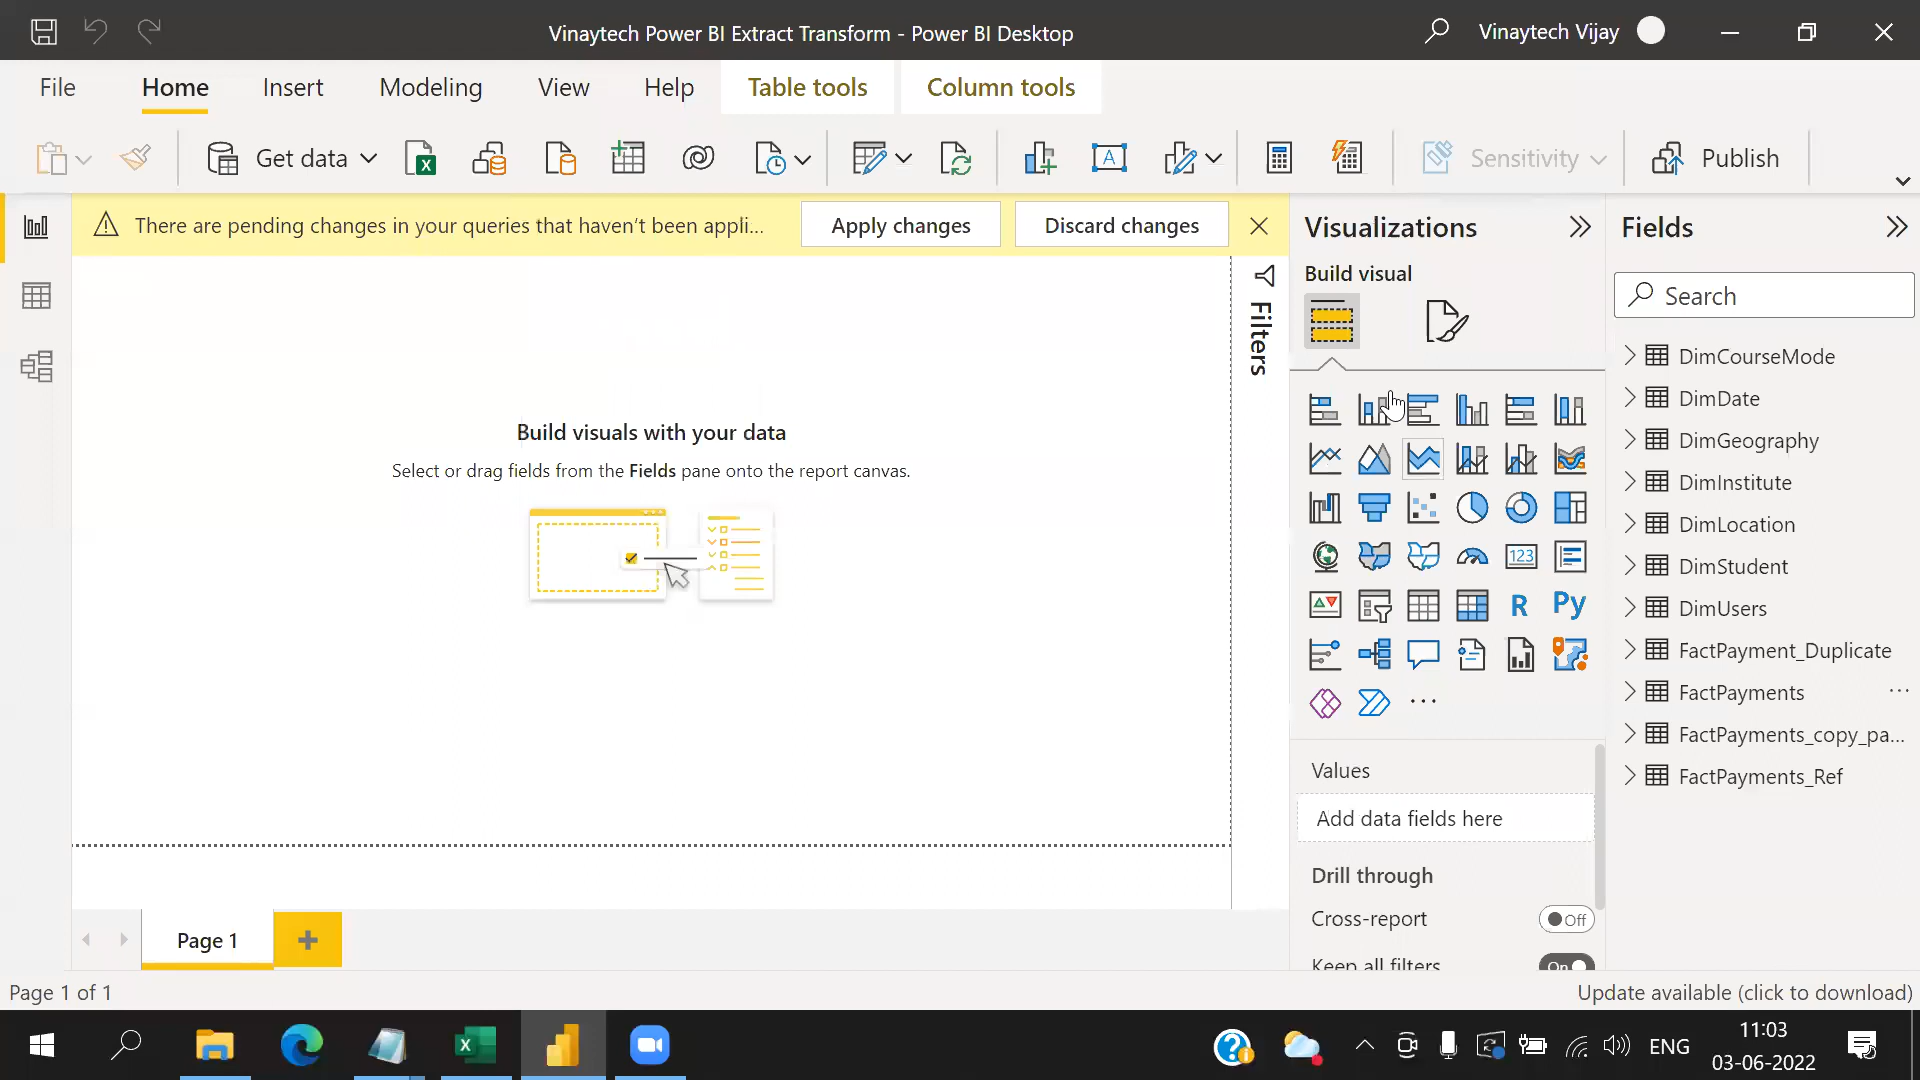 Vinaytech Power BI Extract Transform - Power BI Desktop
Vinaytech Vijay
File Home Insert Modeling View Help Table tools Column tools
Get data
Sensitivity
Publish
There are pending changes in your queries that haven't been appli...
Apply changes
Discard changes
Build visuals with your data
Select or drag fields from the Fields pane onto the report canvas.
Filters
Visualizations
Build visual
123
R
Py
Values
Add data fields here
Drill through
Cross-report
Off
Keep all filters
On
Fields
Search
DimCourseMode
DimDate
DimGeography
DimInstitute
DimLocation
DimStudent
DimUsers
FactPayment_Duplicate
FactPayments
FactPayments_copy_pa...
FactPayments_Ref
Page 1
Page 1 of 1
Update available (click to download)
ENG
11:03
03-06-2022